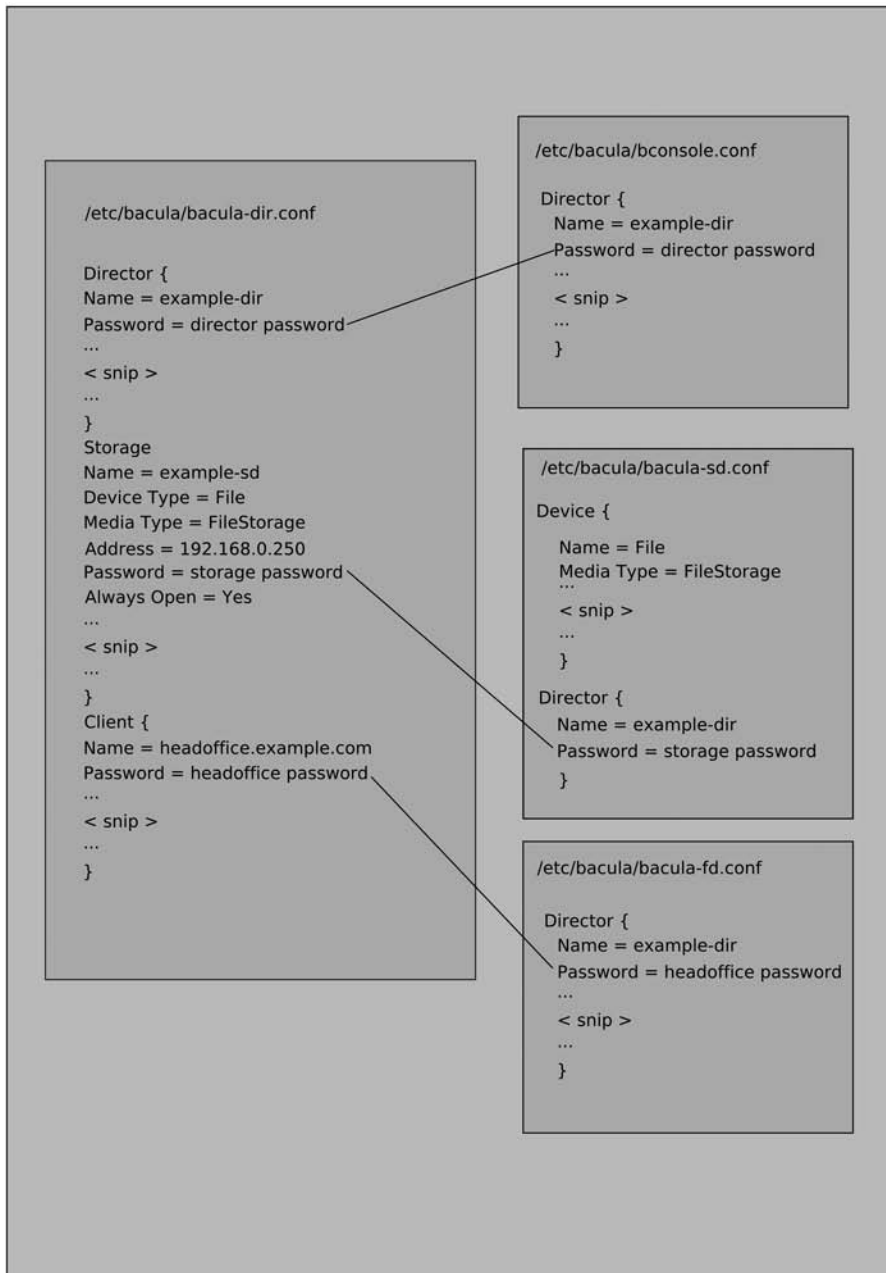 /etc/bacula/bacula-dir.conf
Director {
Name = example-dir
Password = director password
...
< snip >
...
}
Storage
Name = example-sd
Device Type = File
Media Type = FileStorage
Address = 192.168.0.250
Password = storage password
Always Open = Yes
...
< snip >
...
}
Client {
Name = headoffice.example.com
Password = headoffice password
...
< snip >
...
}
/etc/bacula/bconsole.conf
Director {
Name = example-dir
Password = director password
...
< snip >
...
}
/etc/bacula/bacula-sd.conf
Device {
Name = File
Media Type = FileStorage
...
< snip >
...
}
Director {
Name = example-dir
Password = storage password
}
/etc/bacula/bacula-fd.conf
Director {
Name = example-dir
Password = headoffice password
...
< snip >
...
}